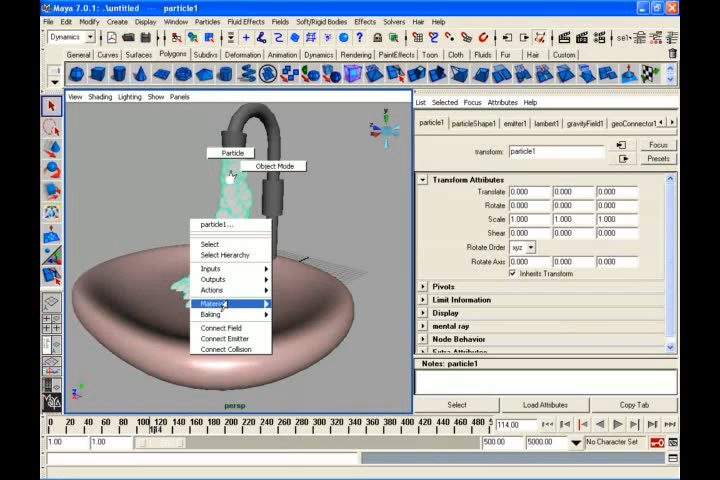 Maya 7.0.1: .\untitled --- particle1
File Edit Modify Create Display Window Particles Fluid Effects Fields Soft/Rigid Bodies Effects Solvers Hair Help
Dynamics
sel
General Curves Surfaces Polygons Subdivs Deformation Animation Dynamics Rendering PaintEffects Toon Cloth Fluids Fur Hair Custom
View Shading Lighting Show Panels
List Selected Focus Attributes Help
particle1 particleShape1 emitter1 lambert1 gravityField1 geoConnector1
transform: particle1
Focus
Presets
Transform Attributes
Translate 0.000 0.000 0.000
Rotate 0.000 0.000 0.000
Scale 1.000 1.000 1.000
Shear 0.000 0.000 0.000
Rotate Order xyz
Rotate Axis 0.000 0.000 0.000
Inherits Transform
Pivots
Limit Information
Display
mental ray
Node Behavior
Extra Attributes
Notes: particle1
Select Load Attributes Copy Tab
Particle
Object Mode
particle1...
Select
Select Hierarchy
Inputs
Outputs
Actions
Material
Baking
Connect Field
Connect Emitter
Connect Collision
persp
y
z
0 20 40 60 80 100 120 140 160 180 200 220 240 260 280 300 320 340 360 380 400 420 440 460 480
114
114.00
1.00 1.00 500.00 5000.00 No Character Set